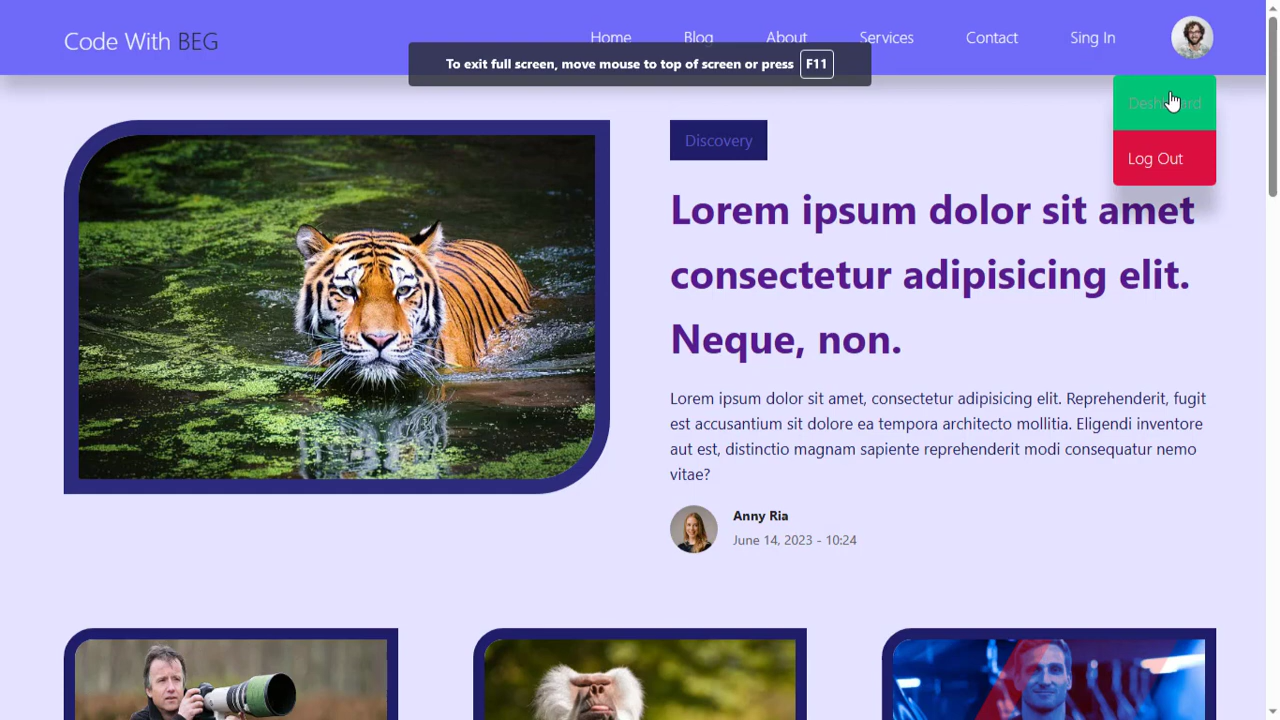 Code With BEG
Home Blog About Services Contact Sing In
To exit full screen, move mouse to top of screen or press F11
Log Out
Discovery
Lorem ipsum dolor sit amet
consectetur adipisicing elit.
Neque, non.
Lorem ipsum dolor sit amet, consectetur adipisicing elit. Reprehenderit, fugit
est accusantium sit dolore ea tempora architecto mollitia. Eligendi inventore
aut est, distinctio magnam sapiente reprehenderit modi consequatur nemo
vitae?
Anny Ria
June 14, 2023 - 10:24